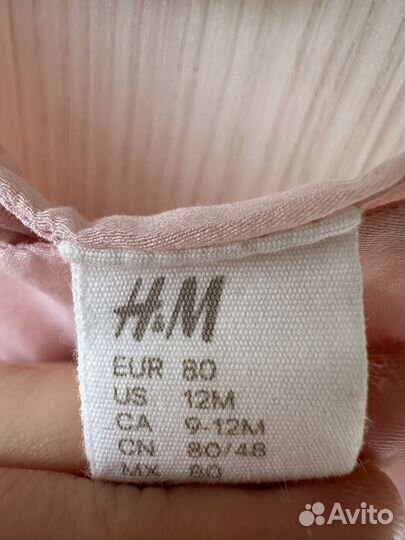 H&M
EUR 80
US 12M
CA 9-12M
CN 80/48
MX 80
Avito